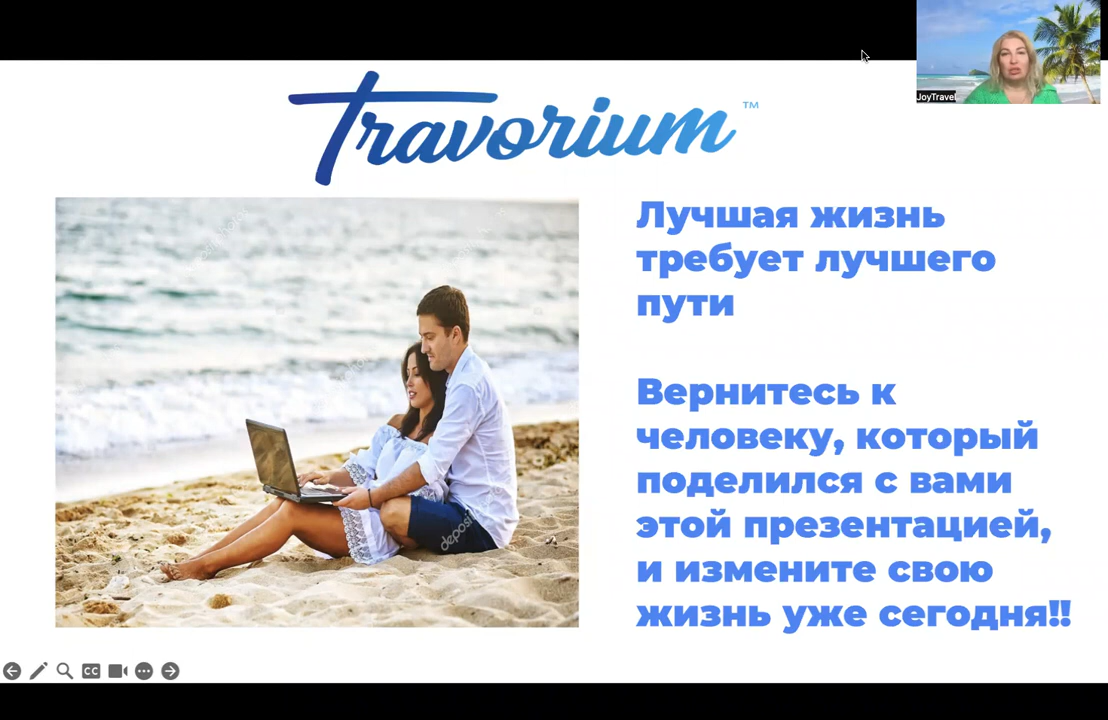 JoyTravel
Travorium™
Лучшая жизнь
требует лучшего
пути
Вернитесь к
человеку, который
поделился с вами
этой презентацией,
и измените свою
жизнь уже сегодня!!
CC